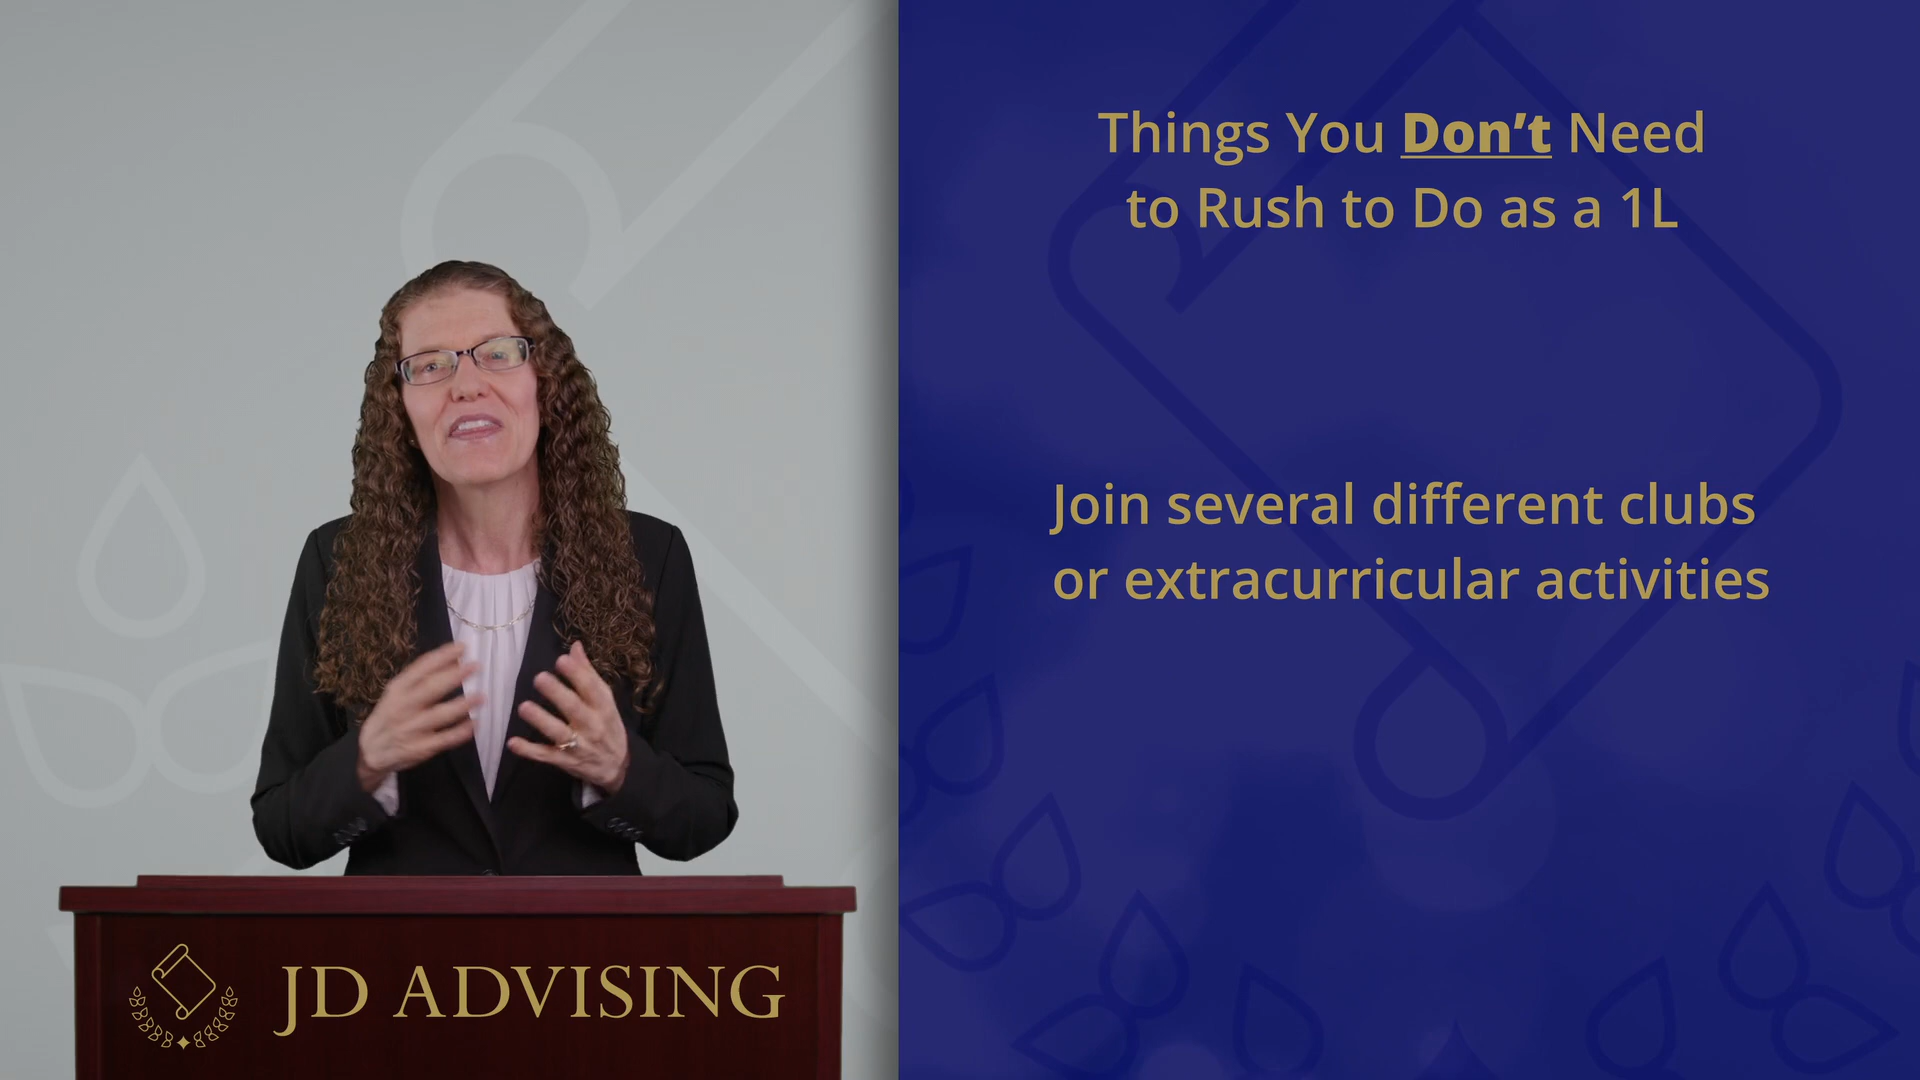 Things You Don’t Need
to Rush to Do as a 1L
Join several different clubs
or extracurricular activities
JD ADVISING